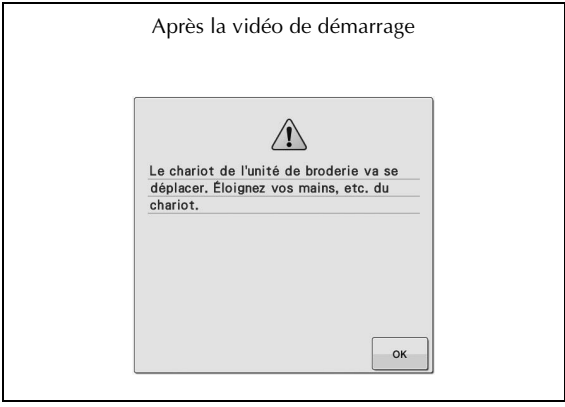 Après la vidéo de démarrage
Le chariot de l'unité de broderie va se
déplacer. Éloignez vos mains, etc. du
chariot.
OK